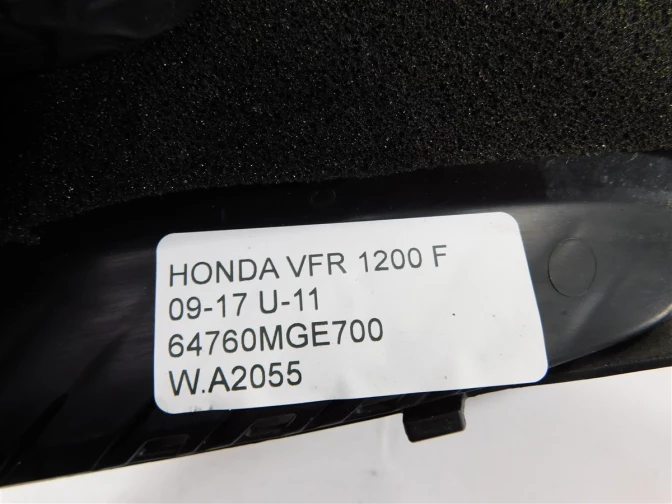 HONDA VFR 1200 F
09-17 U-11
64760MGE700
W.A2055